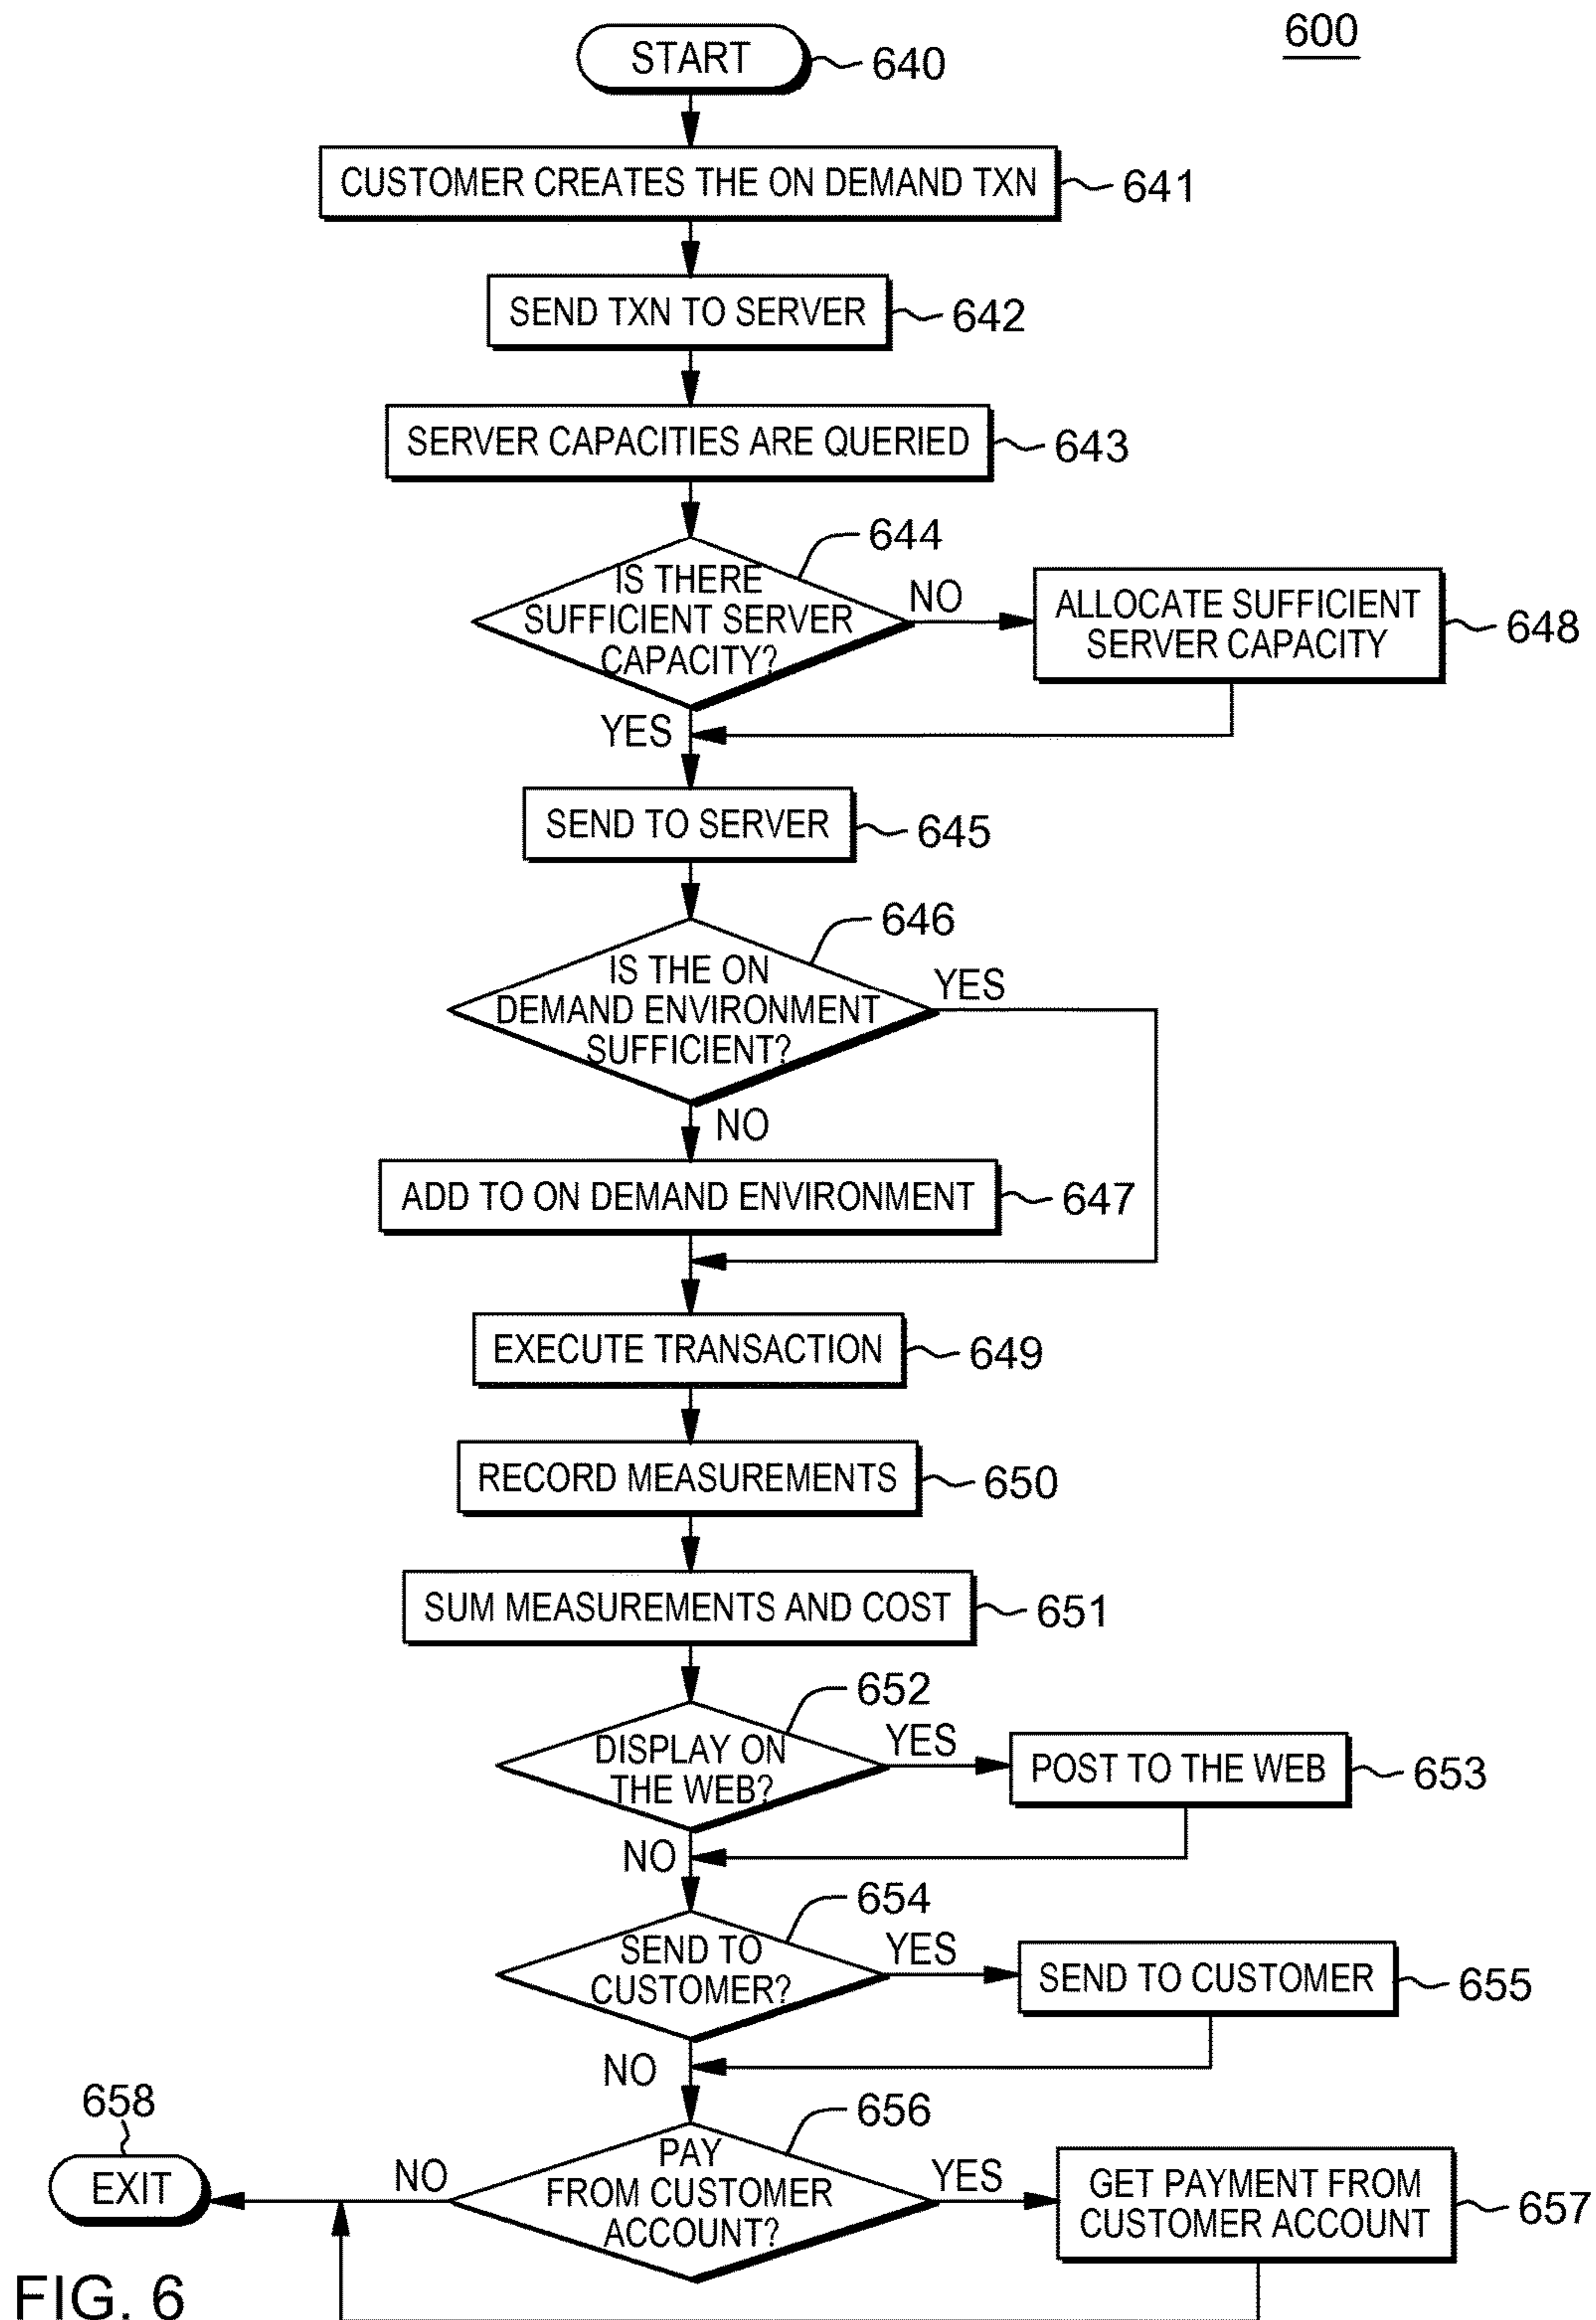 600
START
640
CUSTOMER CREATES THE ON DEMAND TXN
641
SEND TXN TO SERVER
642
SERVER CAPACITIES ARE QUERIED
643
644
IS THERE
SUFFICIENT SERVER
CAPACITY?
NO
ALLOCATE SUFFICIENT
SERVER CAPACITY
648
YES
SEND TO SERVER
645
646
IS THE ON
DEMAND ENVIRONMENT
SUFFICIENT?
YES
NO
ADD TO ON DEMAND ENVIRONMENT
647
EXECUTE TRANSACTION
649
RECORD MEASUREMENTS
650
SUM MEASUREMENTS AND COST
651
652
DISPLAY ON
THE WEB?
YES
POST TO THE WEB
653
NO
654
SEND TO
CUSTOMER?
YES
SEND TO CUSTOMER
655
NO
656
PAY
FROM CUSTOMER
ACCOUNT?
YES
GET PAYMENT FROM
CUSTOMER ACCOUNT
657
NO
658
EXIT
FIG. 6